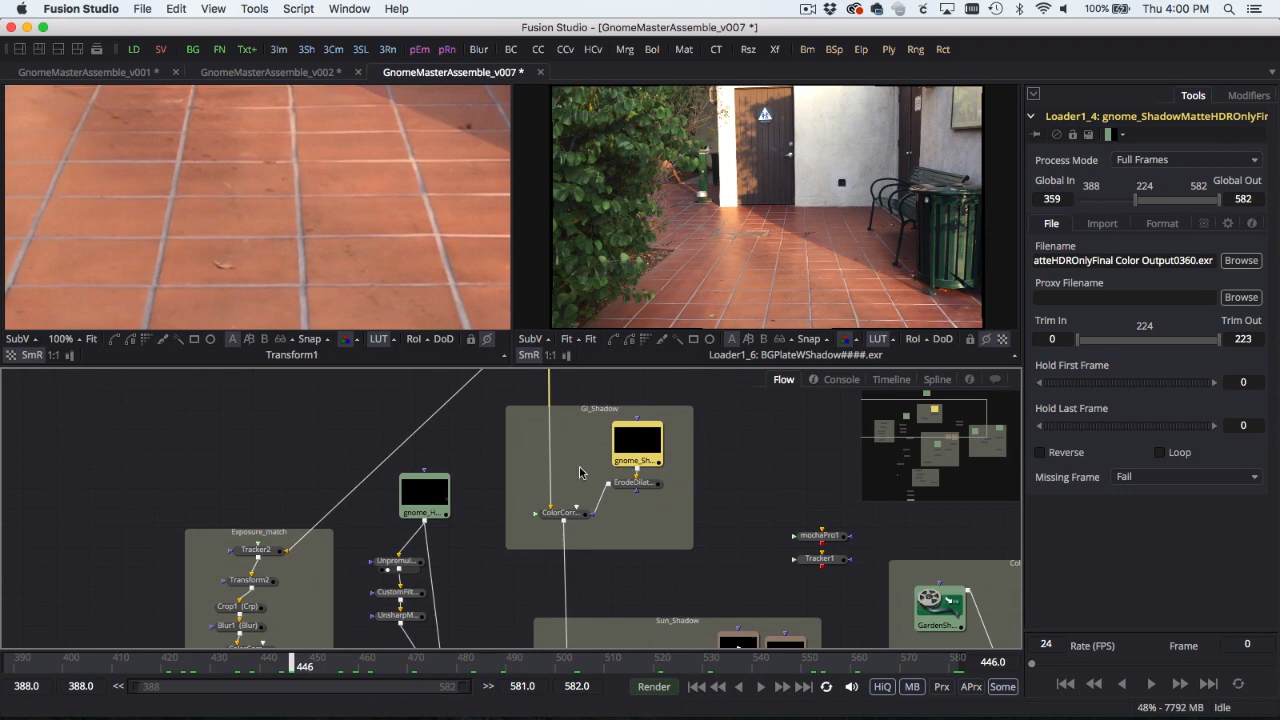 Fusion Studio File Edit View Tools Script Window Help 100% Thu 4:00 PM
Fusion Studio - [GnomeMasterAssemble_v007 *]
LD SV BG FN Txt+ 3Im 3Sh 3Cm 3SL 3Rn pEm pRn Blur BC CC CCv HCv Mrg Bol Mat CT Rsz Xf Bm BSp Elp Ply Rng Rct
GnomeMasterAssemble_v001 * GnomeMasterAssemble_v002 * GnomeMasterAssemble_v007 *
Tools Modifiers
Loader1_4: gnome_ShadowMatteHDROnlyFir
Process Mode Full Frames
Global In 388 224 582 Global Out
359 582
File Import Format
Filename
atteHDROnlyFinal Color Output0360.exr Browse
Proxy Filename
Browse
Trim In 224 Trim Out
0 223
Hold First Frame
0
Hold Last Frame
0
Reverse Loop
Missing Frame Fail
SubV 100% Fit A B Snap LUT RoI DoD
SmR 1:1 Transform1
SubV Fit Fit A B Snap LUT RoI DoD
SmR 1:1 Loader1_6: BGPlateWShadow####.exr
Flow Console Timeline Spline
GI_Shadow
gnome_Sh...
ErodeDilat...
ColorCorr...
gnome_H...
Exposure_match
Tracker2
Transform2
Crop1 (Crp)
Blur1 (Blur)
ColorCorr...
Unpremul...
CustomFilt...
UnsharpM...
mochaPro1
Tracker1
Sun_Shadow
Col
GardenSh...
390 400 410 420 430 440 446 450 460 470 480 490 500 510 520 530 540 550 560 570 580 446.0
388.0 388.0 << 388 582 >> 581.0 582.0 Render HiQ MB Prx APrx Some
24 Rate (FPS) Frame 0
48% - 7792 MB Idle